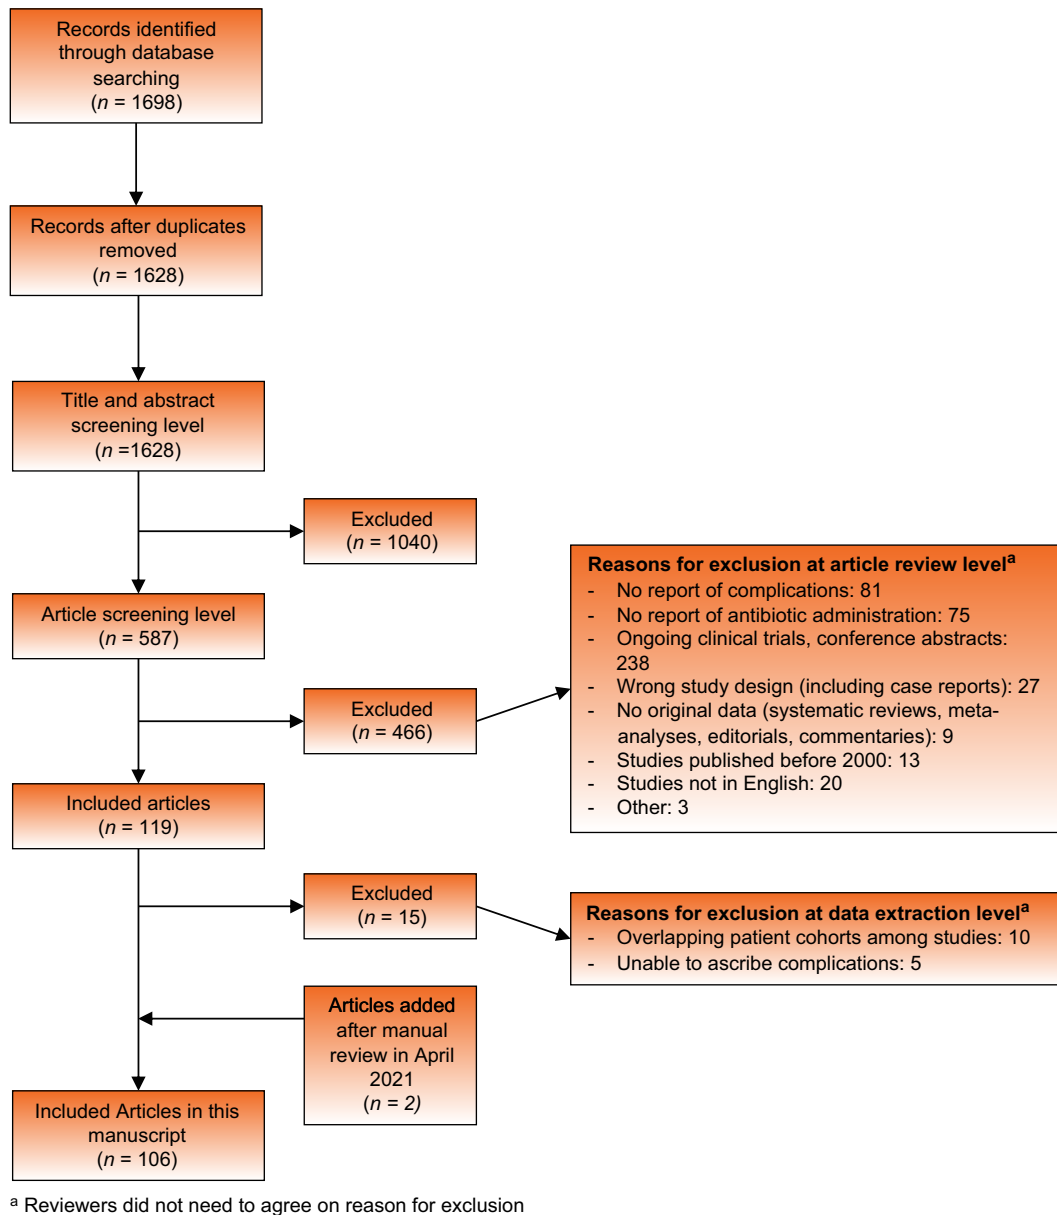 Records identified
through database
searching
(n = 1698)
Records after duplicates
removed
(n = 1628)
Title and abstract
screening level
(n =1628)
Excluded
(n = 1040)
Article screening level
(n = 587)
Excluded
(n = 466)
Reasons for exclusion at article review levelᵃ
- No report of complications: 81
- No report of antibiotic administration: 75
- Ongoing clinical trials, conference abstracts:
238
- Wrong study design (including case reports): 27
- No original data (systematic reviews, meta-
analyses, editorials, commentaries): 9
- Studies published before 2000: 13
- Studies not in English: 20
- Other: 3
Included articles
(n = 119)
Excluded
(n = 15)
Reasons for exclusion at data extraction levelᵃ
- Overlapping patient cohorts among studies: 10
- Unable to ascribe complications: 5
Articles added
after manual
review in April
2021
(n = 2)
Included Articles in this
manuscript
(n = 106)
ᵃ Reviewers did not need to agree on reason for exclusion